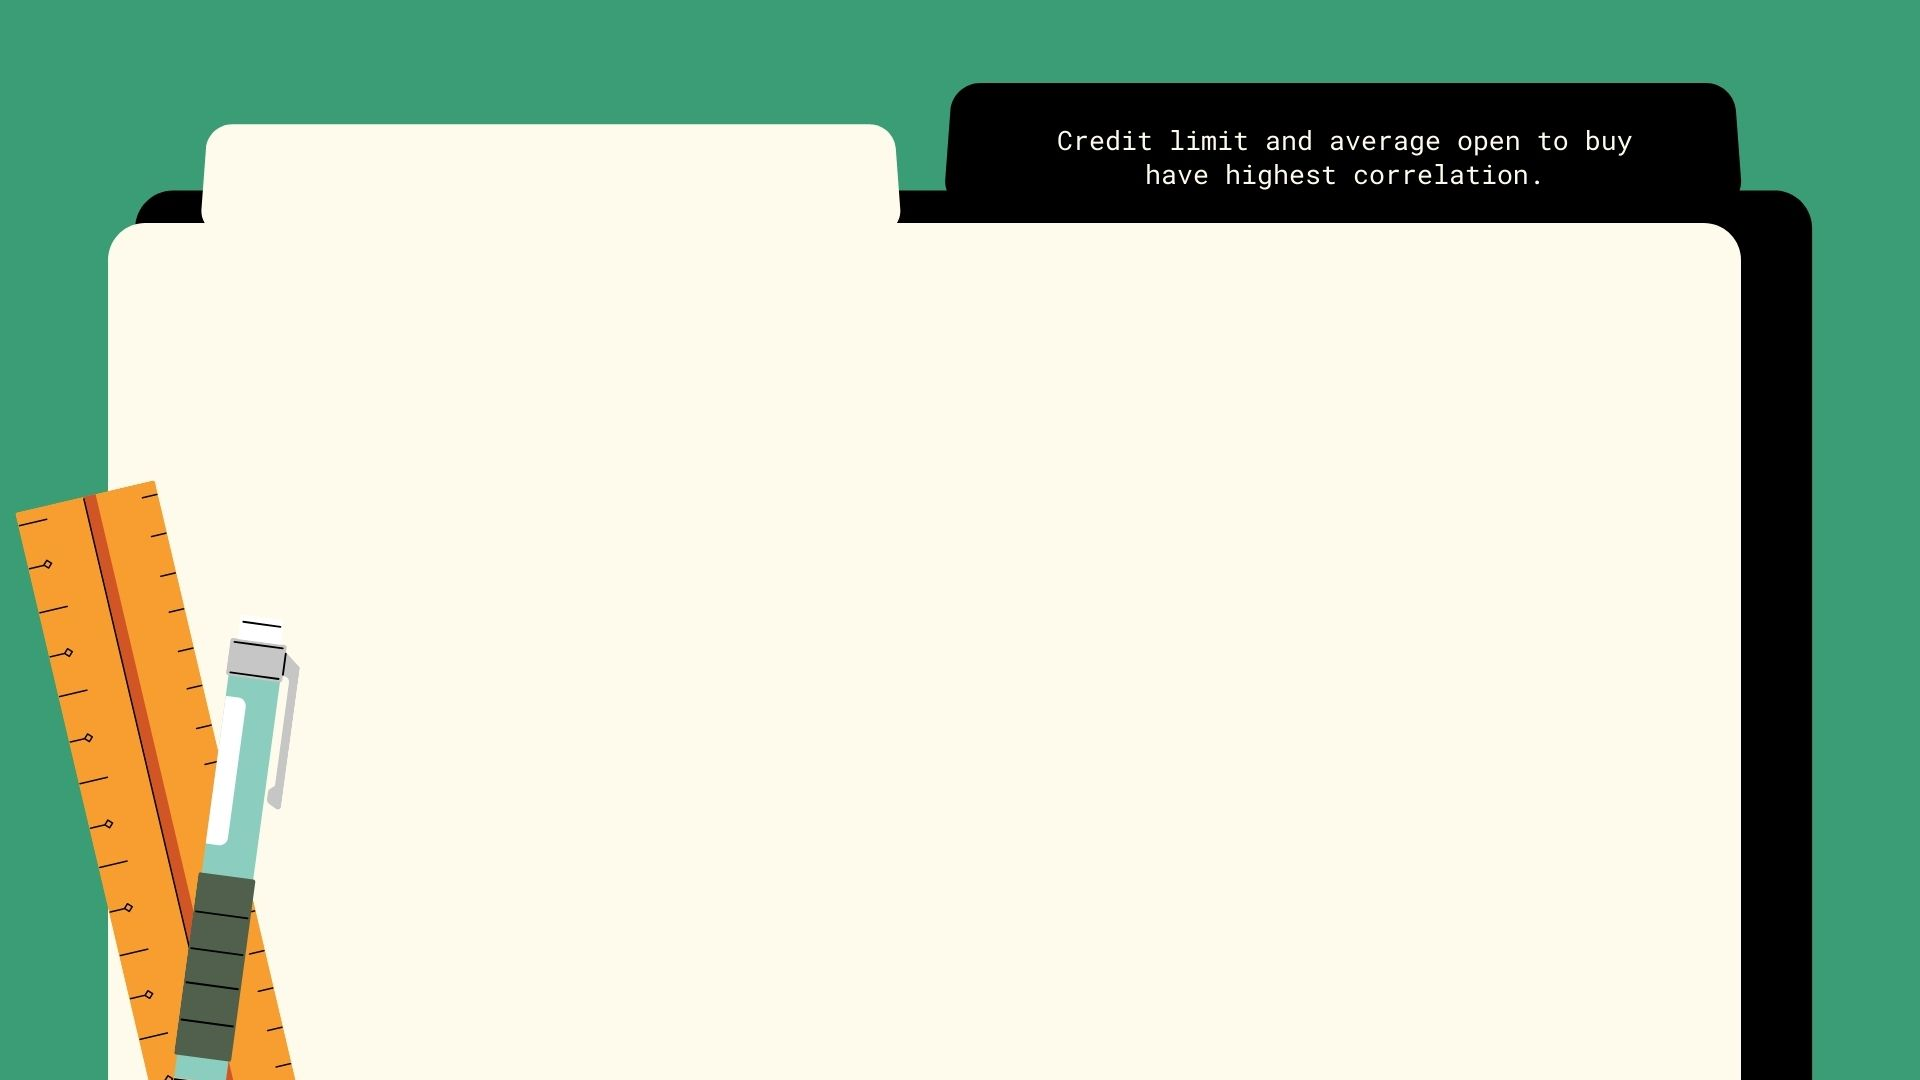 Credit limit and average open to buy
have highest correlation.